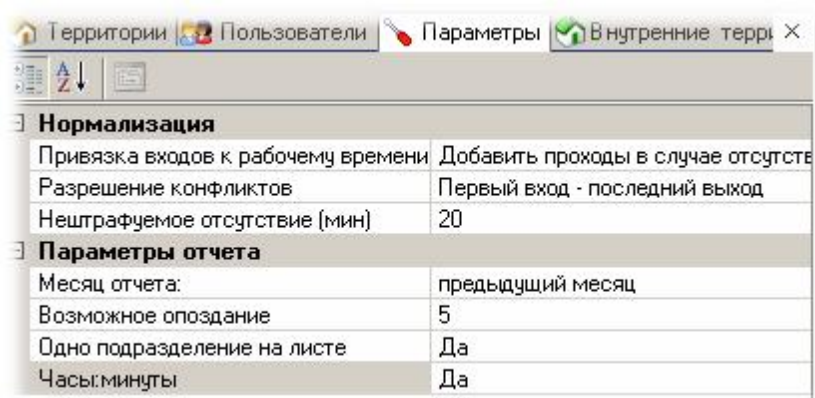 Территории Пользователи Параметры Внутренние
Нормализация
Привязка входов к рабочему времени Добавить проходы в случае
Разрешение конфликтов Первый вход - последний выход
Нештрафуемое отсутствие (мин) 20
Параметры отчета
Месяц отчета: предыдущий месяц
Возможное опоздание 5
Одно подразделение на листе Да
Часы:минуты Да